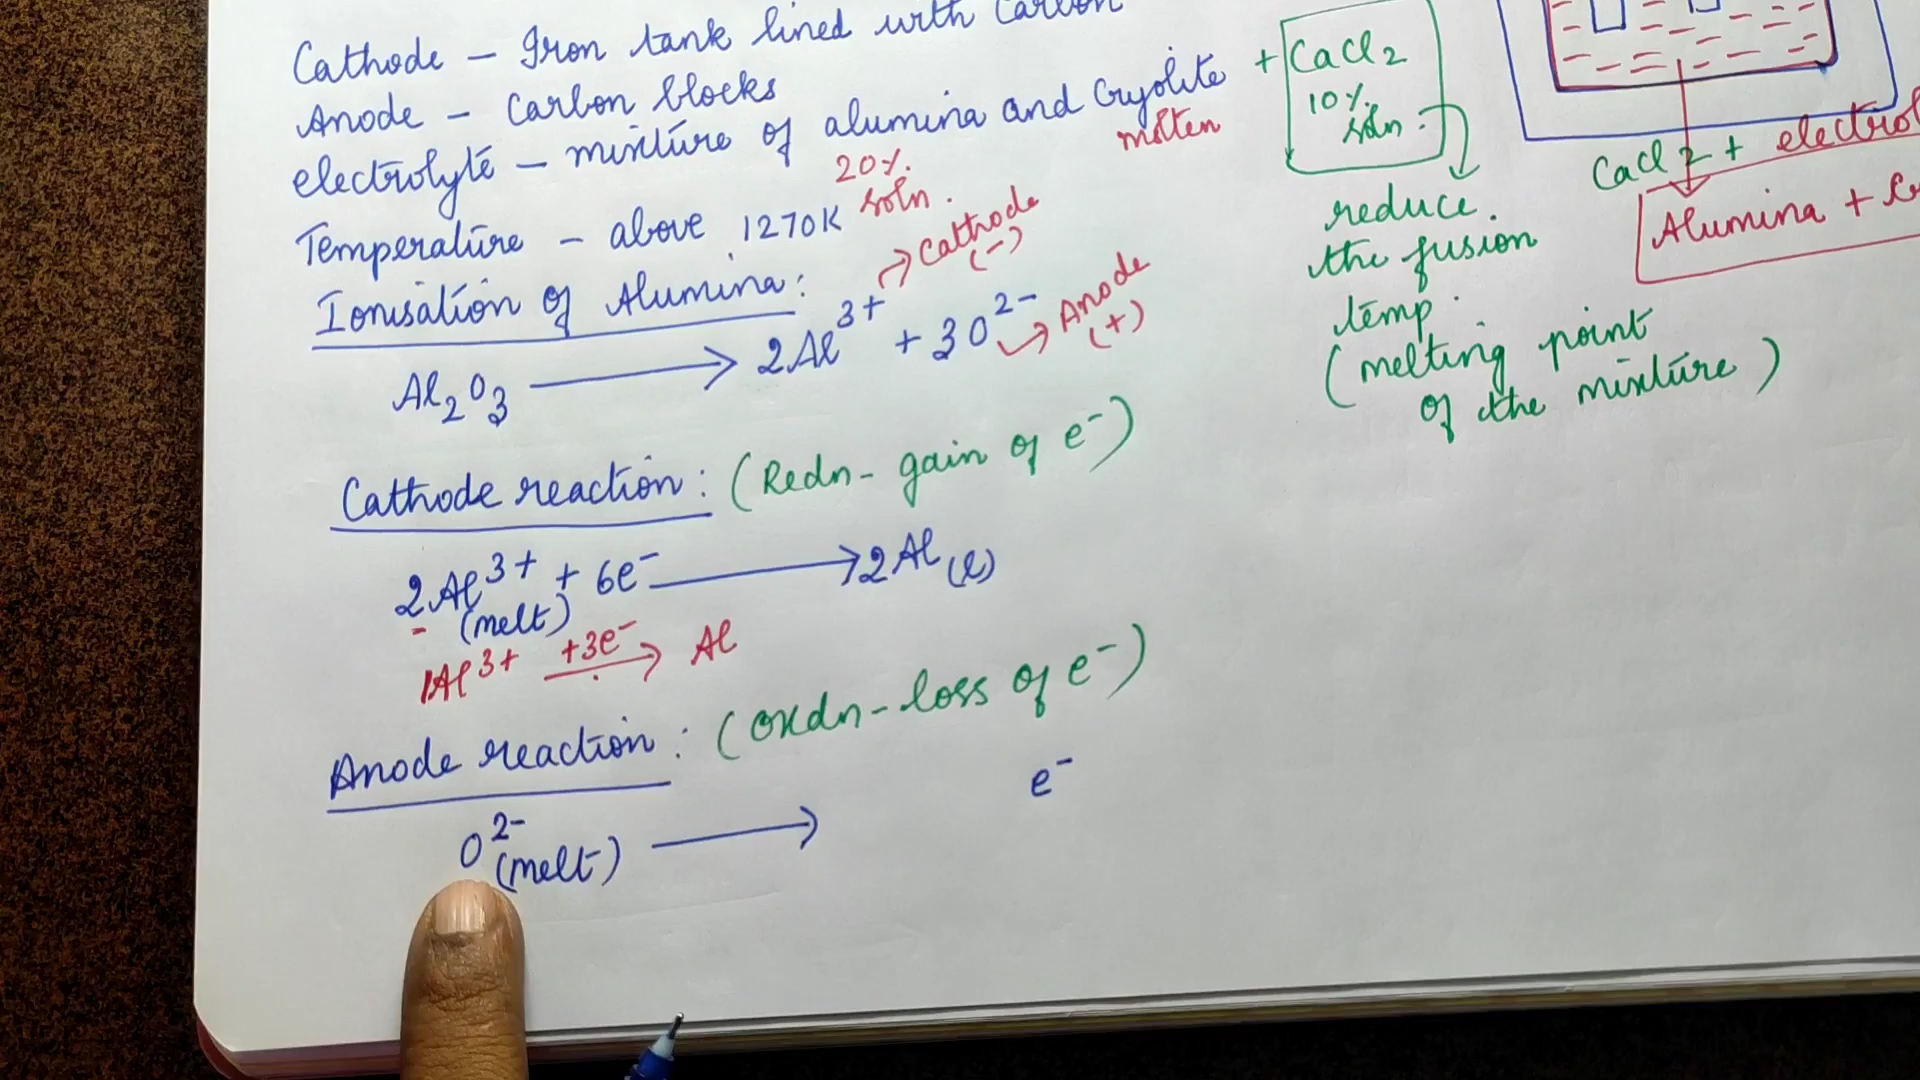 Cathode – Iron tank lined with Carbon
Anode – Carbon blocks
electrolyte – mixture of alumina and Cryolite + CaCl2
20% soln.
molten
10% soln.
Temperature – above 1270K
reduce the fusion temp.
(melting point of the mixture)
CaCl2 + electrol
Alumina +
Ionisation of Alumina:
Cathode (-)
Anode (+)
Al2O3 ⟶ 2Al³⁺ + 3O²⁻
Cathode reaction: (Redn - gain of e⁻)
2Al³⁺ (melt) + 6e⁻ ⟶ 2Al (l)
1Al³⁺ +3e⁻ ⟶ Al
Anode reaction: (Oxdn - loss of e⁻)
O²⁻ (melt) ⟶ e⁻